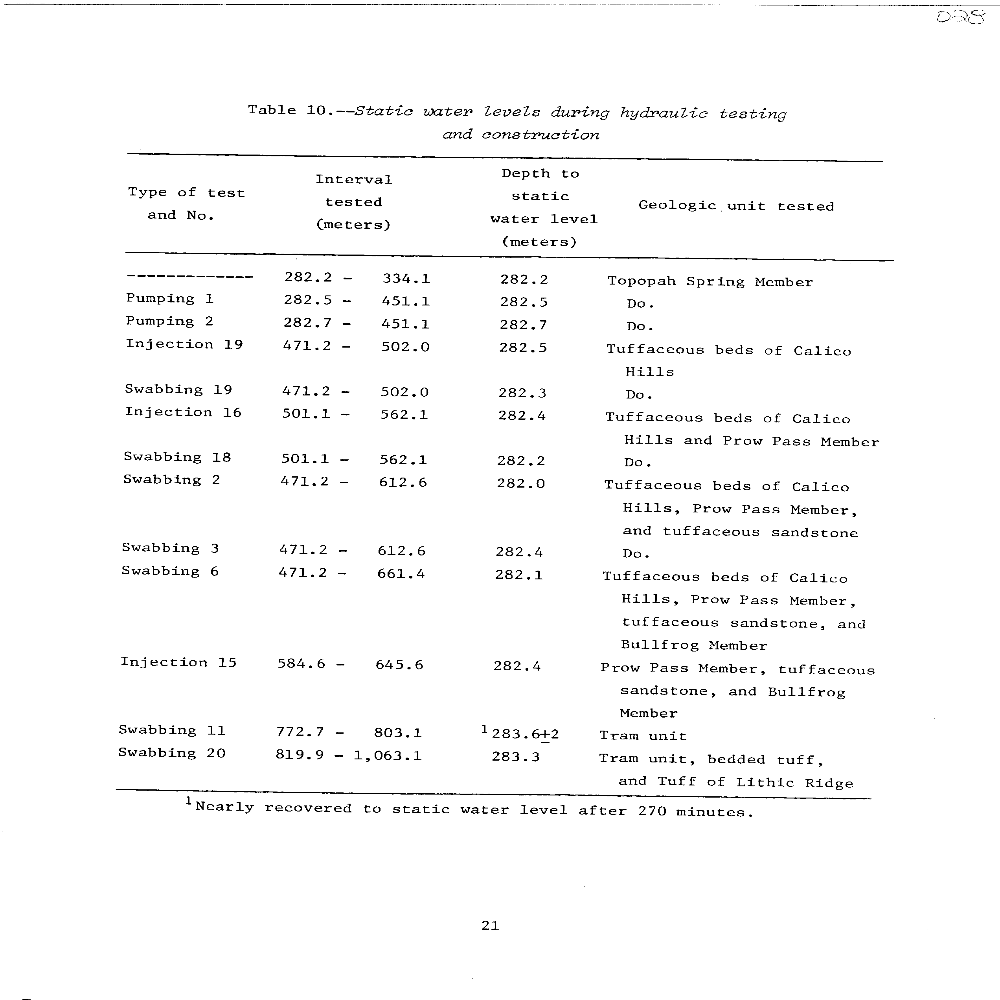 028
Table 10.--Static water levels during hydraulic testing
and construction
Type of test and No.  Interval tested (meters)  Depth to static water level (meters)  Geologic unit tested
-------------  282.2 -  334.1  282.2  Topopah Spring Member
Pumping 1  282.5 -  451.1  282.5  Do.
Pumping 2  282.7 -  451.1  282.7  Do.
Injection 19  471.2 -  502.0  282.5  Tuffaceous beds of Calico
Hills
Swabbing 19  471.2 -  502.0  282.3  Do.
Injection 16  501.1 -  562.1  282.4  Tuffaceous beds of Calico
Hills and Prow Pass Member
Swabbing 18  501.1 -  562.1  282.2  Do.
Swabbing 2  471.2 -  612.6  282.0  Tuffaceous beds of Calico
Hills, Prow Pass Member,
and tuffaceous sandstone
Swabbing 3  471.2 -  612.6  282.4  Do.
Swabbing 6  471.2 -  661.4  282.1  Tuffaceous beds of Calico
Hills, Prow Pass Member,
tuffaceous sandstone, and
Bullfrog Member
Injection 15  584.6 -  645.6  282.4  Prow Pass Member, tuffaceous
sandstone, and Bullfrog
Member
Swabbing 11  772.7 -  803.1  ¹283.6±2  Tram unit
Swabbing 20  819.9 - 1,063.1  283.3  Tram unit, bedded tuff,
and Tuff of Lithic Ridge
¹Nearly recovered to static water level after 270 minutes.
21